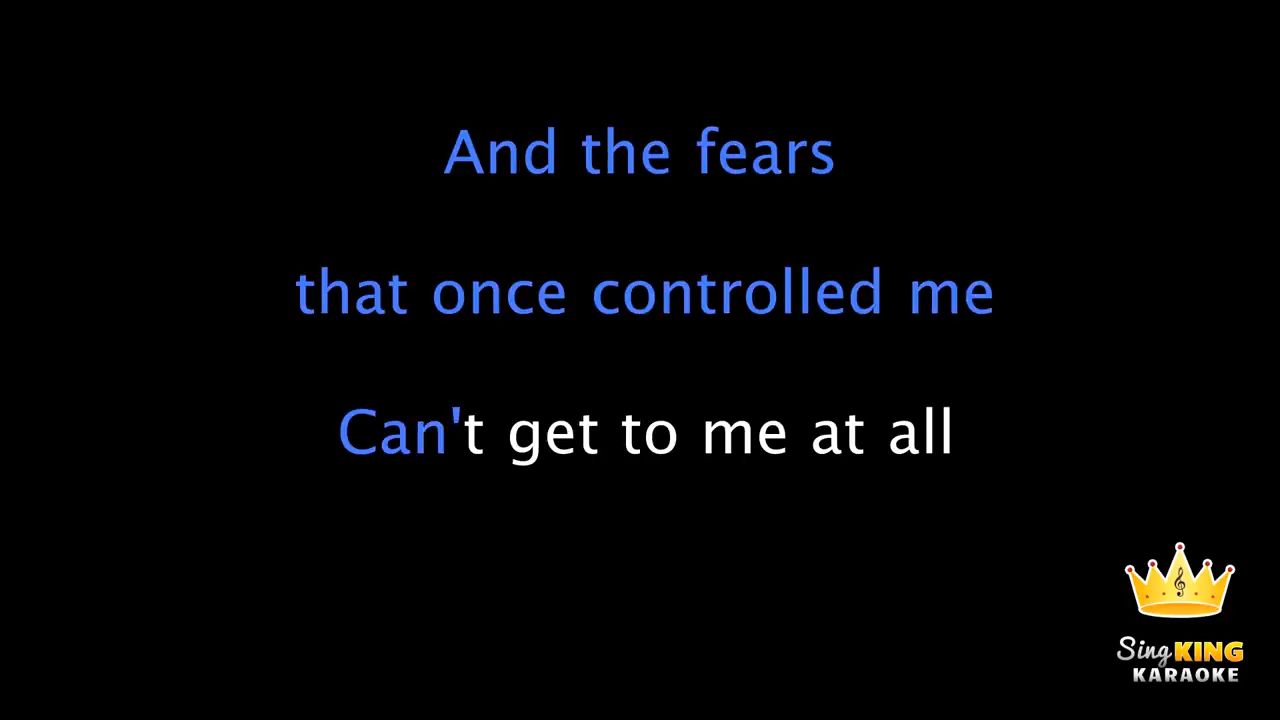 And the fears
that once controlled me
Can't get to me at all
Sing KING
KARAOKE